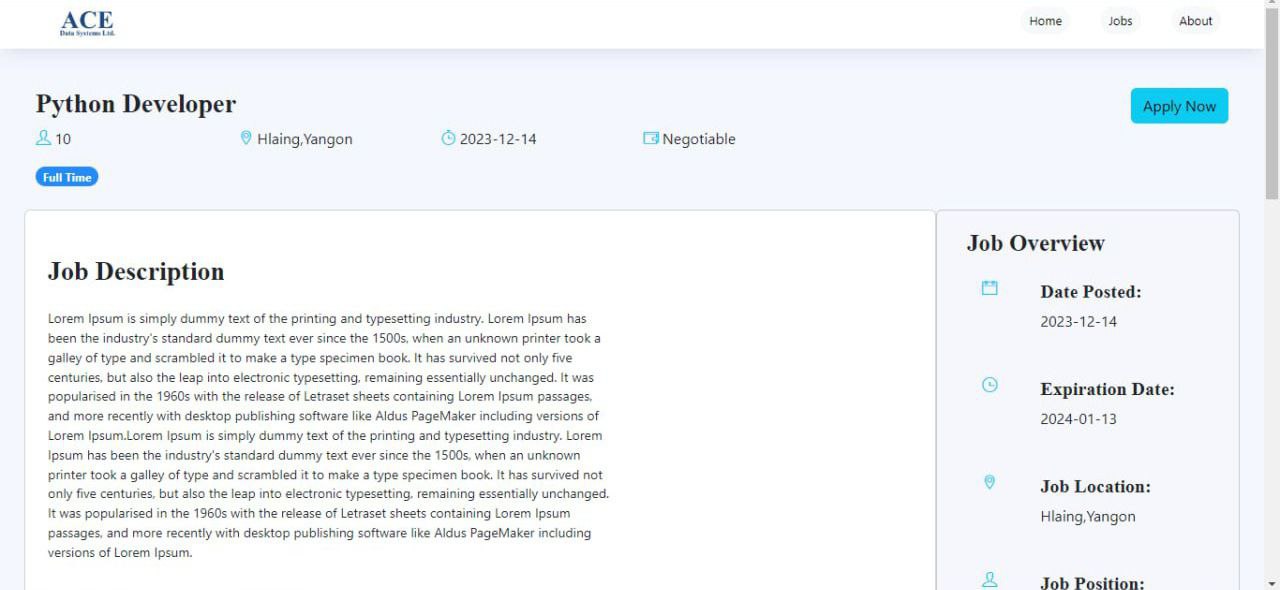 ACE
Data Systems Ltd.
Home
Jobs
About
Python Developer
Apply Now
10
Hlaing,Yangon
2023-12-14
Negotiable
Full Time
Job Description
Lorem Ipsum is simply dummy text of the printing and typesetting industry. Lorem Ipsum has
been the industry's standard dummy text ever since the 1500s, when an unknown printer took a
galley of type and scrambled it to make a type specimen book. It has survived not only five
centuries, but also the leap into electronic typesetting, remaining essentially unchanged. It was
popularised in the 1960s with the release of Letraset sheets containing Lorem Ipsum passages,
and more recently with desktop publishing software like Aldus PageMaker including versions of
Lorem Ipsum.Lorem Ipsum is simply dummy text of the printing and typesetting industry. Lorem
Ipsum has been the industry's standard dummy text ever since the 1500s, when an unknown
printer took a galley of type and scrambled it to make a type specimen book. It has survived not
only five centuries, but also the leap into electronic typesetting, remaining essentially unchanged.
It was popularised in the 1960s with the release of Letraset sheets containing Lorem Ipsum
passages, and more recently with desktop publishing software like Aldus PageMaker including
versions of Lorem Ipsum.
Job Overview
Date Posted:
2023-12-14
Expiration Date:
2024-01-13
Job Location:
Hlaing,Yangon
Job Position: